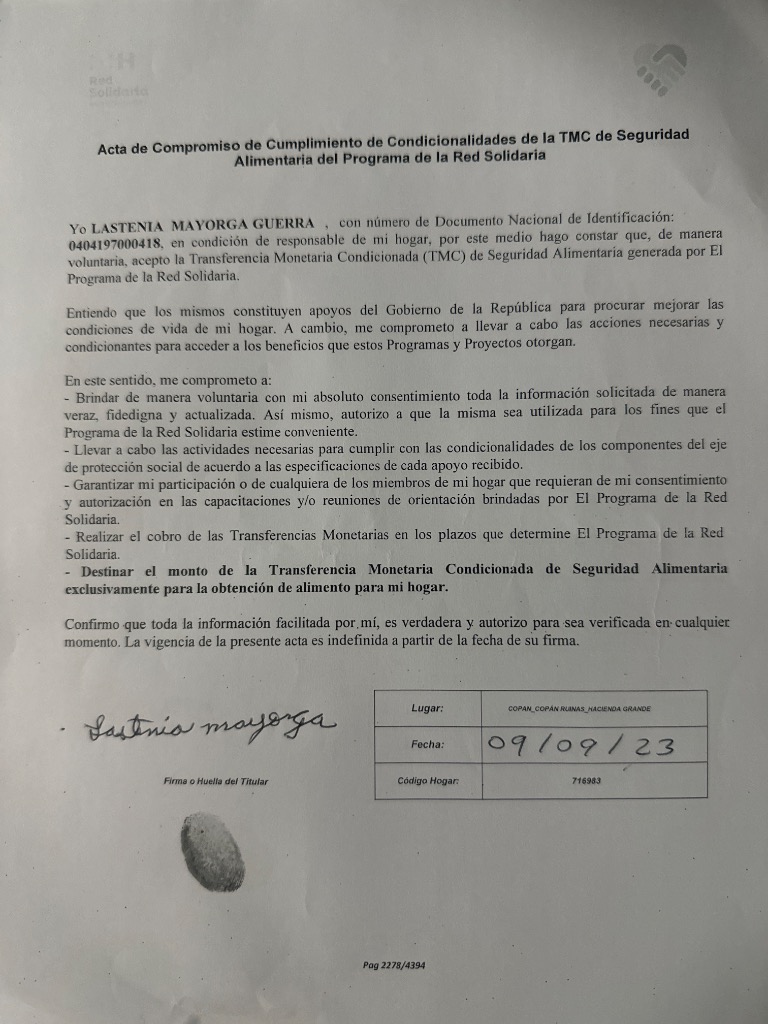 Red
Solidaria
Acta de Compromiso de Cumplimiento de Condicionalidades de la TMC de Seguridad
Alimentaria del Programa de la Red Solidaria
Yo LASTENIA MAYORGA GUERRA , con número de Documento Nacional de Identificación:
0404197000418, en condición de responsable de mi hogar, por este medio hago constar que, de manera
voluntaria, acepto la Transferencia Monetaria Condicionada (TMC) de Seguridad Alimentaria generada por El
Programa de la Red Solidaria.
Entiendo que los mismos constituyen apoyos del Gobierno de la República para procurar mejorar las
condiciones de vida de mi hogar. A cambio, me comprometo a llevar a cabo las acciones necesarias y
condicionantes para acceder a los beneficios que estos Programas y Proyectos otorgan.
En este sentido, me comprometo a:
- Brindar de manera voluntaria con mi absoluto consentimiento toda la información solicitada de manera
veraz, fidedigna y actualizada. Así mismo, autorizo a que la misma sea utilizada para los fines que el
Programa de la Red Solidaria estime conveniente.
- Llevar a cabo las actividades necesarias para cumplir con las condicionalidades de los componentes del eje
de protección social de acuerdo a las especificaciones de cada apoyo recibido.
- Garantizar mi participación o de cualquiera de los miembros de mi hogar que requieran de mi consentimiento
y autorización en las capacitaciones y/o reuniones de orientación brindadas por El Programa de la Red
Solidaria.
- Realizar el cobro de las Transferencias Monetarias en los plazos que determine El Programa de la Red
Solidaria.
- Destinar el monto de la Transferencia Monetaria Condicionada de Seguridad Alimentaria
exclusivamente para la obtención de alimento para mi hogar.
Confirmo que toda la información facilitada por mí, es verdadera y autorizo para sea verificada en cualquier
momento. La vigencia de la presente acta es indefinida a partir de la fecha de su firma.
Lastenia mayorga
Firma o Huella del Titular
Lugar: COPAN_COPÁN RUINAS_HACIENDA GRANDE
Fecha: 09/09/23
Código Hogar: 716983
Pag 2278/4394